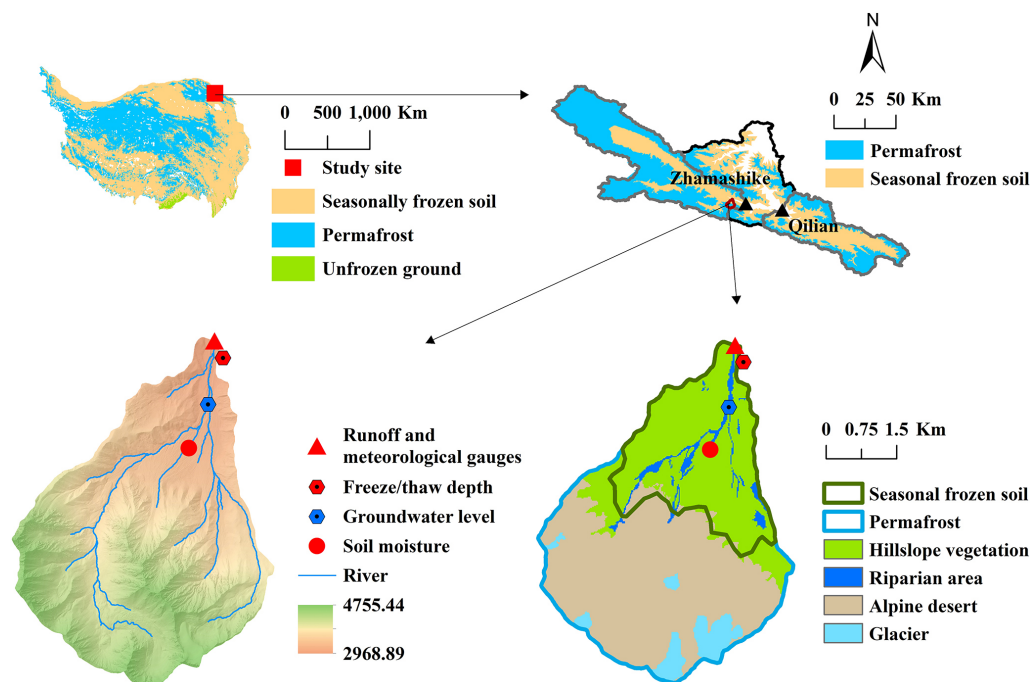 N
0 500 1,000 Km
Study site
Seasonally frozen soil
Permafrost
Unfrozen ground
0 25 50 Km
Permafrost
Seasonal frozen soil
Zhamashike
Qilian
Runoff and
meteorological gauges
Freeze/thaw depth
Groundwater level
Soil moisture
River
4755.44
2968.89
0 0.75 1.5 Km
Seasonal frozen soil
Permafrost
Hillslope vegetation
Riparian area
Alpine desert
Glacier